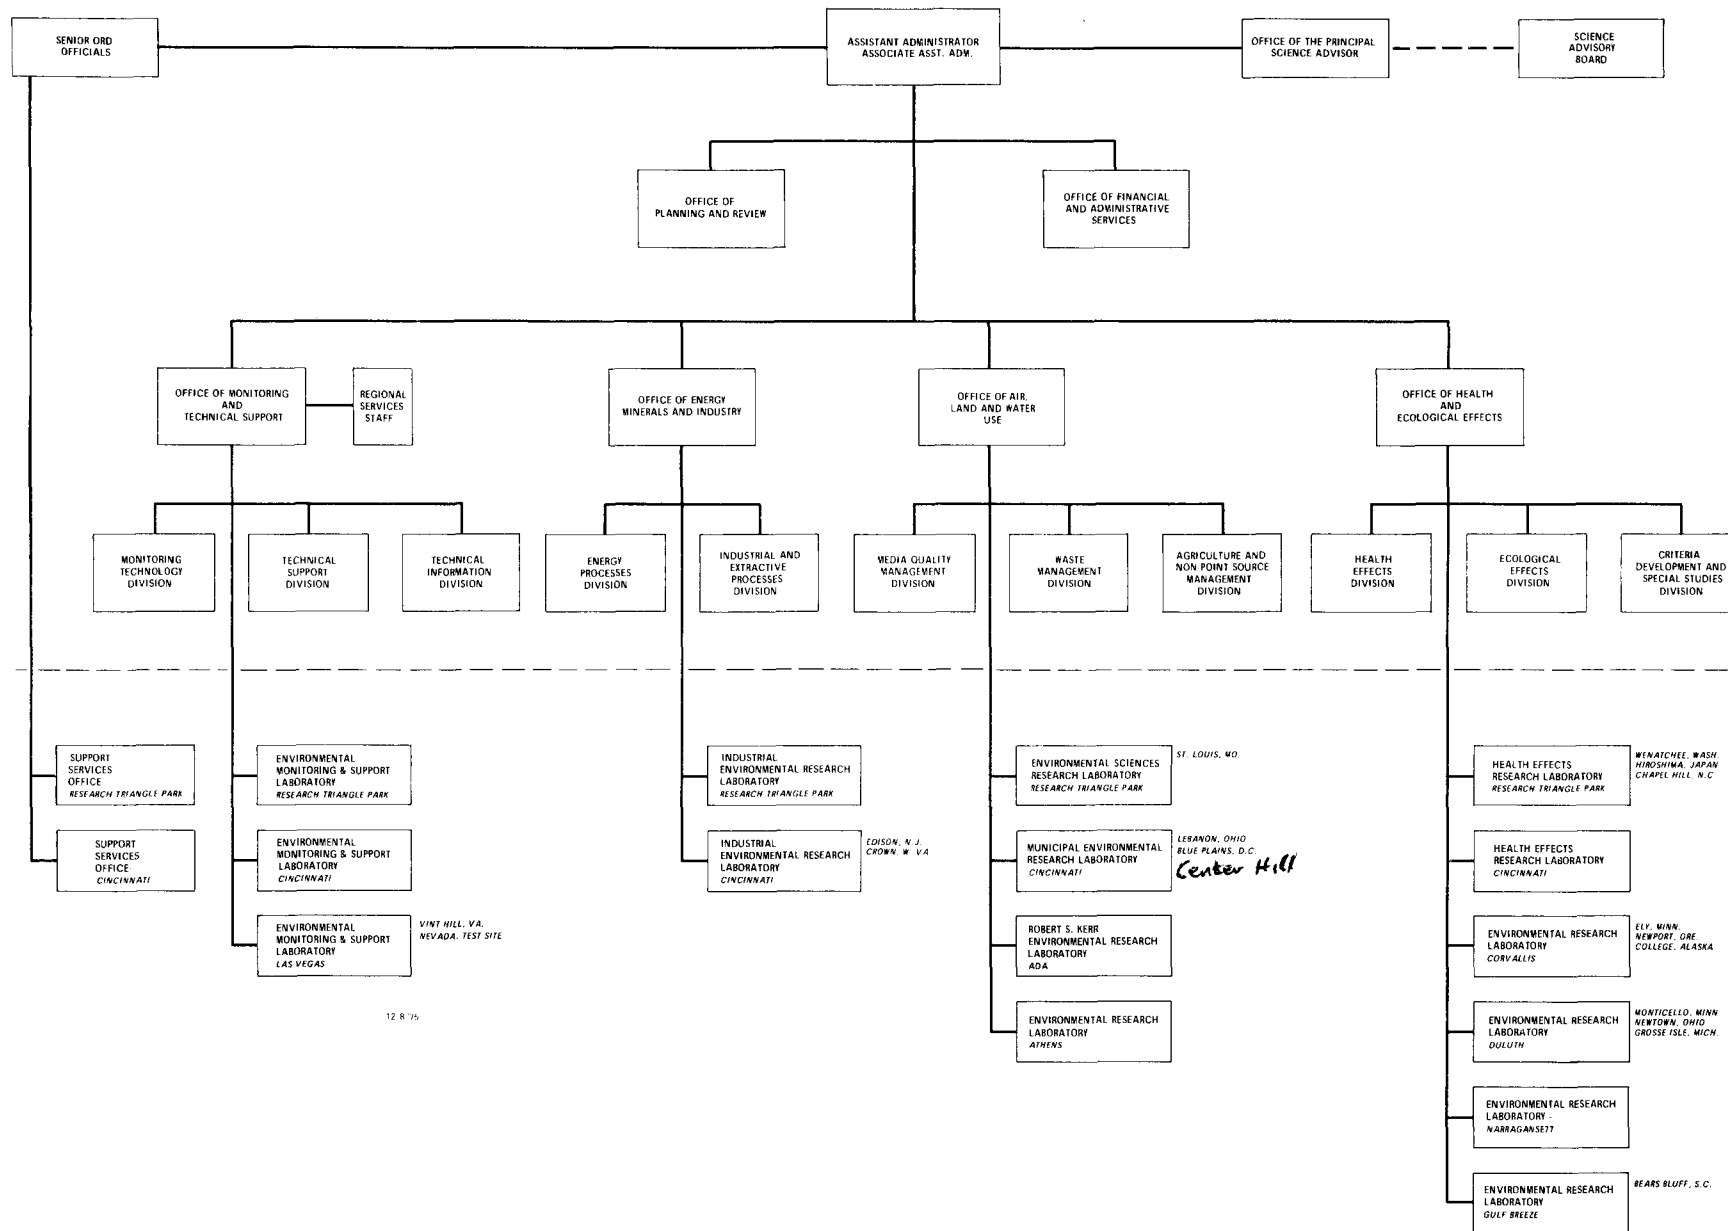 SENIOR ORD
OFFICIALS
ASSISTANT ADMINISTRATOR
ASSOCIATE ASST. ADM.
OFFICE OF THE PRINCIPAL
SCIENCE ADVISOR
SCIENCE
ADVISORY
BOARD
OFFICE OF
PLANNING AND REVIEW
OFFICE OF FINANCIAL
AND ADMINISTRATIVE
SERVICES
OFFICE OF MONITORING
AND
TECHNICAL SUPPORT
REGIONAL
SERVICES
STAFF
OFFICE OF ENERGY
MINERALS AND INDUSTRY
OFFICE OF AIR,
LAND AND WATER
USE
OFFICE OF HEALTH
AND
ECOLOGICAL EFFECTS
MONITORING
TECHNOLOGY
DIVISION
TECHNICAL
SUPPORT
DIVISION
TECHNICAL
INFORMATION
DIVISION
ENERGY
PROCESSES
DIVISION
INDUSTRIAL AND
EXTRACTIVE
PROCESSES
DIVISION
MEDIA QUALITY
MANAGEMENT
DIVISION
WASTE
MANAGEMENT
DIVISION
AGRICULTURE AND
NON POINT SOURCE
MANAGEMENT
DIVISION
HEALTH
EFFECTS
DIVISION
ECOLOGICAL
EFFECTS
DIVISION
CRITERIA
DEVELOPMENT AND
SPECIAL STUDIES
DIVISION
SUPPORT
SERVICES
OFFICE
RESEARCH TRIANGLE PARK
SUPPORT
SERVICES
OFFICE
CINCINNATI
ENVIRONMENTAL
MONITORING & SUPPORT
LABORATORY
RESEARCH TRIANGLE PARK
ENVIRONMENTAL
MONITORING & SUPPORT
LABORATORY
CINCINNATI
ENVIRONMENTAL
MONITORING & SUPPORT
LABORATORY
LAS VEGAS
VINT HILL, VA.
NEVADA, TEST SITE
INDUSTRIAL
ENVIRONMENTAL RESEARCH
LABORATORY
RESEARCH TRIANGLE PARK
INDUSTRIAL
ENVIRONMENTAL RESEARCH
LABORATORY
CINCINNATI
EDISON, N.J.
CROWN, W. VA
ENVIRONMENTAL SCIENCES
RESEARCH LABORATORY
RESEARCH TRIANGLE PARK
ST. LOUIS, MO.
MUNICIPAL ENVIRONMENTAL
RESEARCH LABORATORY
CINCINNATI
LEBANON, OHIO
BLUE PLAINS, D.C.
Center Hill
ROBERT S. KERR
ENVIRONMENTAL RESEARCH
LABORATORY
ADA
ENVIRONMENTAL RESEARCH
LABORATORY
ATHENS
HEALTH EFFECTS
RESEARCH LABORATORY
RESEARCH TRIANGLE PARK
WENATCHEE, WASH.
HIROSHIMA, JAPAN
CHAPEL HILL, N.C
HEALTH EFFECTS
RESEARCH LABORATORY
CINCINNATI
ENVIRONMENTAL RESEARCH
LABORATORY
CORVALLIS
ELY, MINN.
NEWPORT, ORE.
COLLEGE, ALASKA
ENVIRONMENTAL RESEARCH
LABORATORY
DULUTH
MONTICELLO, MINN
NEWTOWN, OHIO
GROSSE ISLE, MICH.
ENVIRONMENTAL RESEARCH
LABORATORY -
NARRAGANSETT
ENVIRONMENTAL RESEARCH
LABORATORY
GULF BREEZE
BEARS BLUFF, S.C.
12 8 75